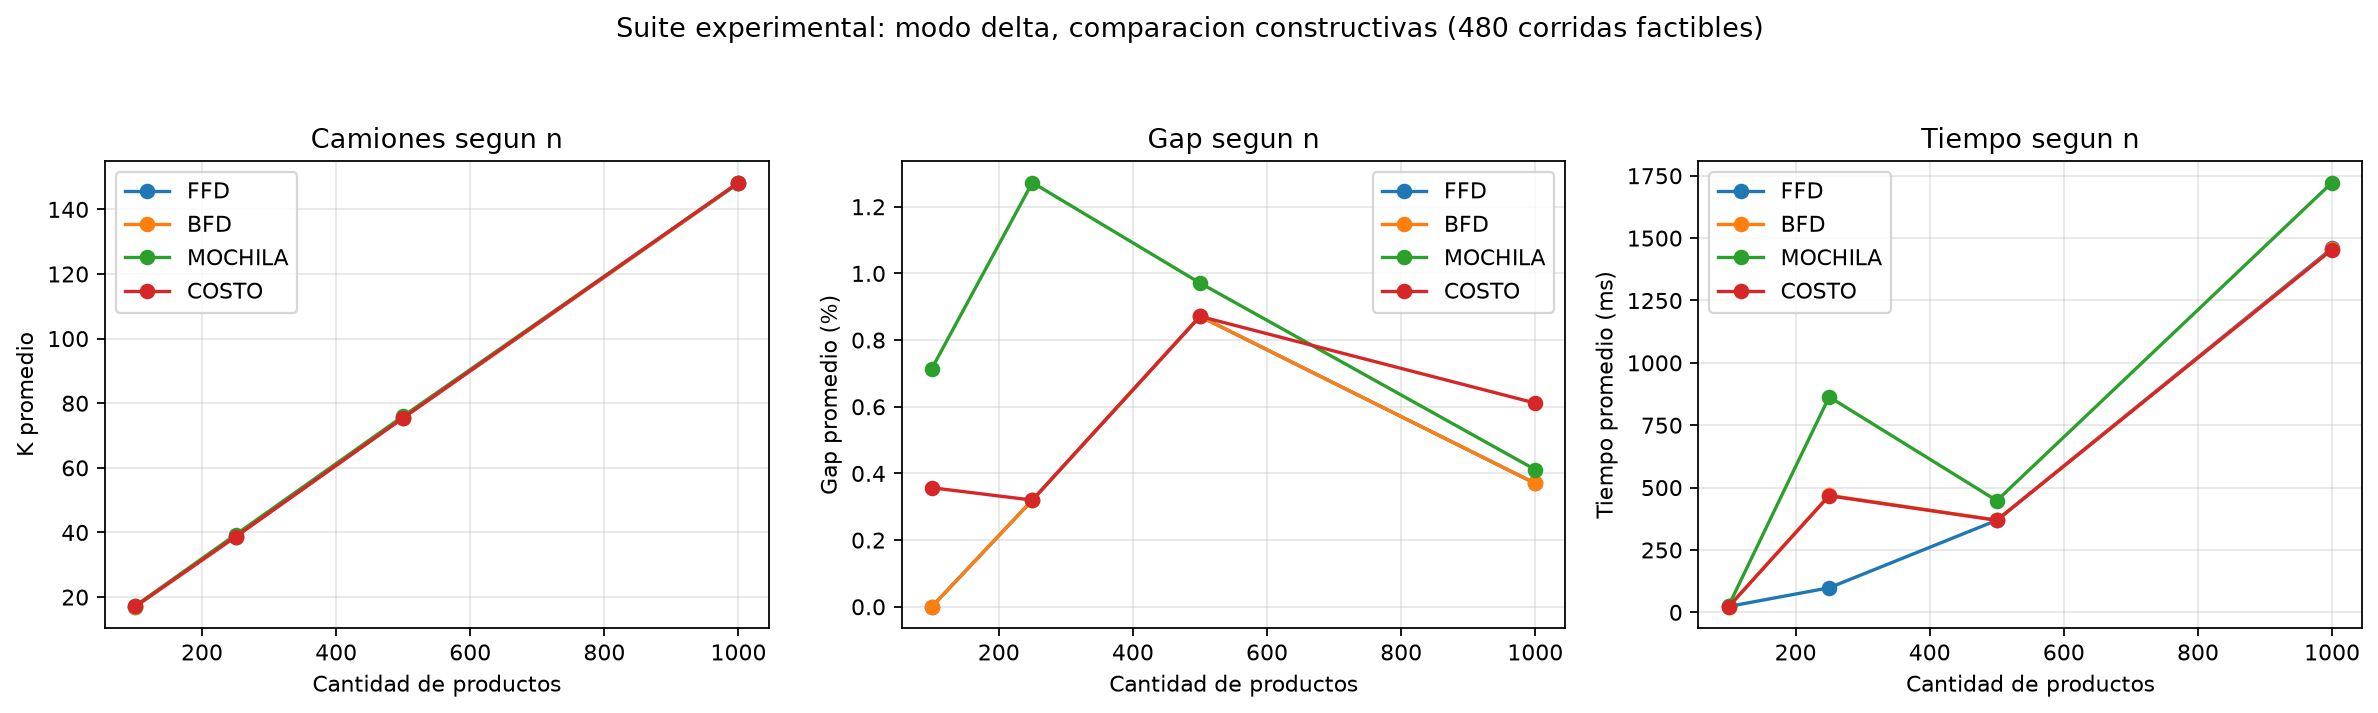 Suite experimental: modo delta, comparacion constructivas (480 corridas factibles)
Camiones segun n
K promedio
140
120
100
80
60
40
20
200 400 600 800 1000
Cantidad de productos
FFD
BFD
MOCHILA
COSTO
Gap segun n
Gap promedio (%)
1.2
1.0
0.8
0.6
0.4
0.2
0.0
200 400 600 800 1000
Cantidad de productos
FFD
BFD
MOCHILA
COSTO
Tiempo segun n
Tiempo promedio (ms)
1750
1500
1250
1000
750
500
250
0
200 400 600 800 1000
Cantidad de productos
FFD
BFD
MOCHILA
COSTO